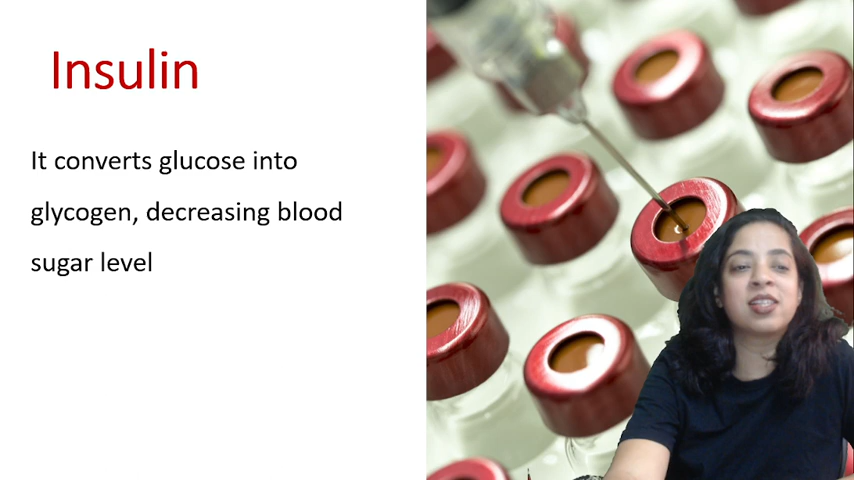 Insulin
It converts glucose into
glycogen, decreasing blood
sugar level